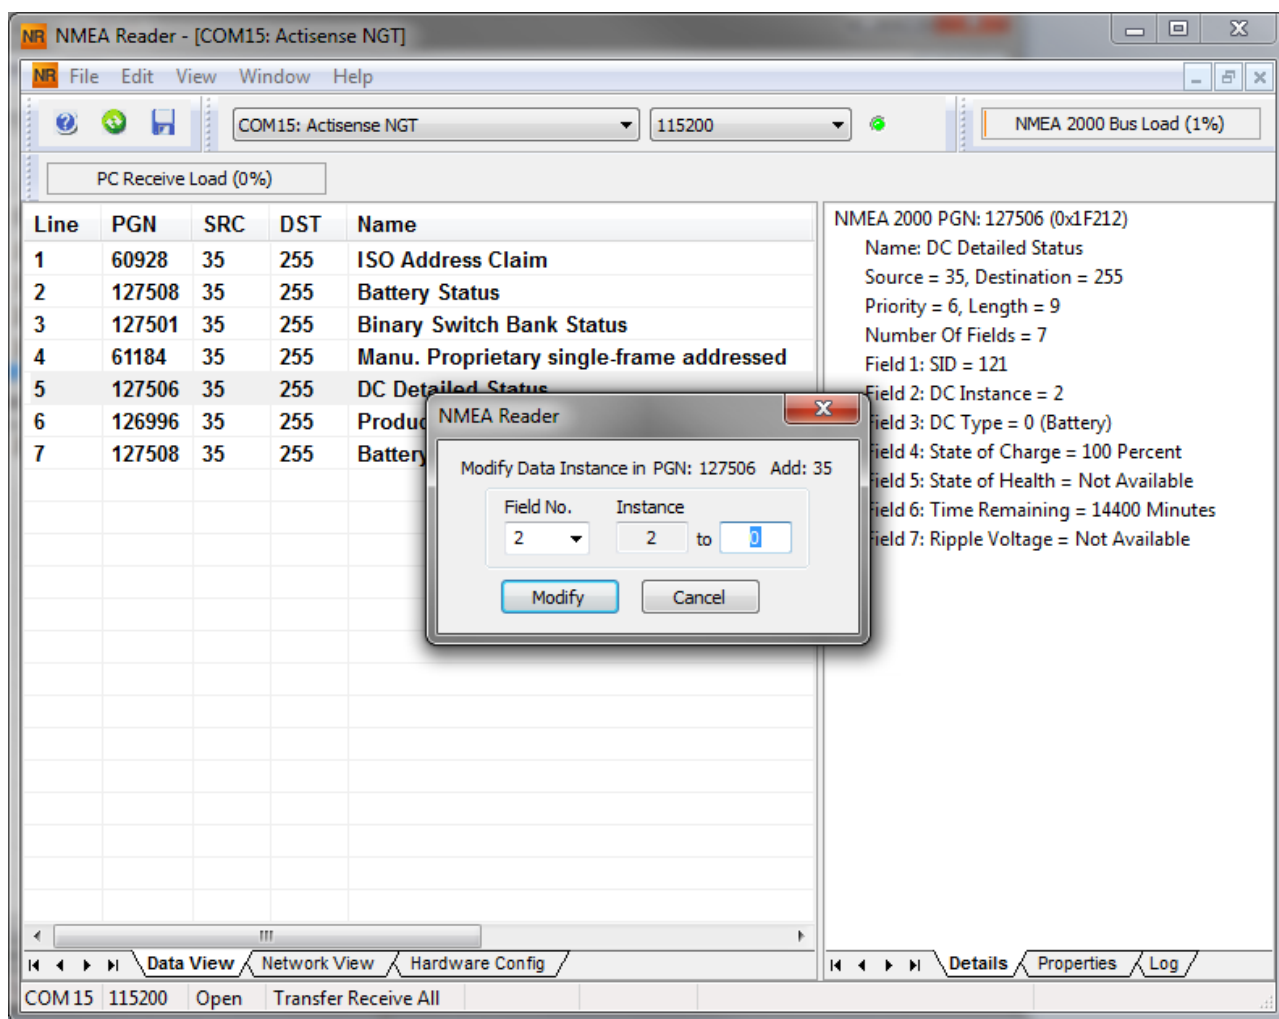 NR NMEA Reader - [COM15: Actisense NGT]
NR File Edit View Window Help
COM15: Actisense NGT 115200 NMEA 2000 Bus Load (1%)
PC Receive Load (0%)
Line PGN SRC DST Name
1 60928 35 255 ISO Address Claim
2 127508 35 255 Battery Status
3 127501 35 255 Binary Switch Bank Status
4 61184 35 255 Manu. Proprietary single-frame addressed
5 127506 35 255 DC Detailed Status
6 126996 35 255 Produc
7 127508 35 255 Battery
NMEA Reader
Modify Data Instance in PGN: 127506 Add: 35
Field No. Instance
2 2 to 0
Modify Cancel
NMEA 2000 PGN: 127506 (0x1F212)
Name: DC Detailed Status
Source = 35, Destination = 255
Priority = 6, Length = 9
Number Of Fields = 7
Field 1: SID = 121
Field 2: DC Instance = 2
Field 3: DC Type = 0 (Battery)
Field 4: State of Charge = 100 Percent
Field 5: State of Health = Not Available
Field 6: Time Remaining = 14400 Minutes
Field 7: Ripple Voltage = Not Available
Data View Network View Hardware Config
Details Properties Log
COM 15 115200 Open Transfer Receive All